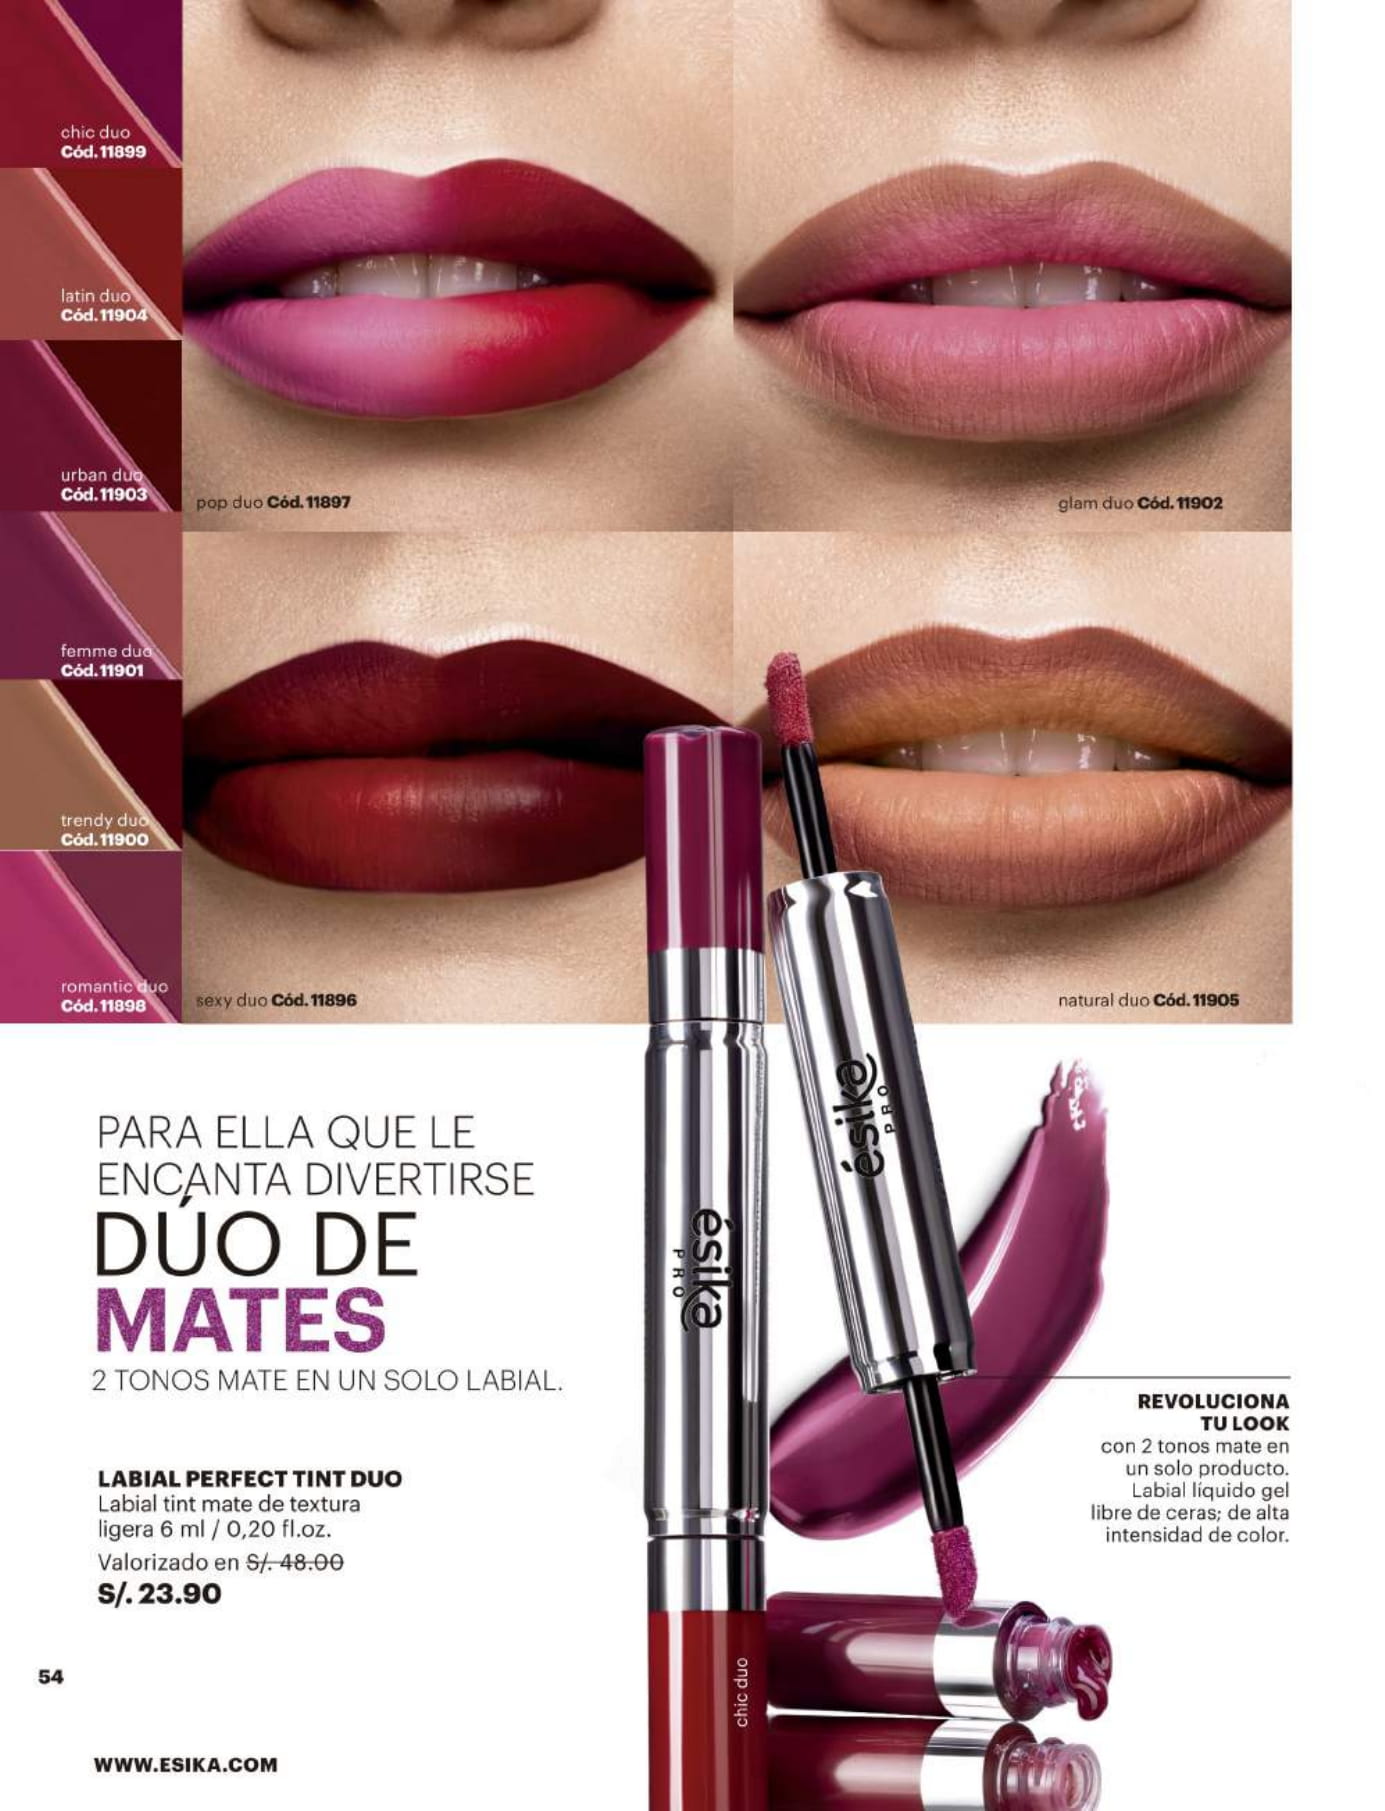 chic duo
Cód. 11899
latin duo
Cód. 11904
urban duo
Cód. 11903
femme duo
Cód. 11901
trendy duo
Cód. 11900
romantic duo
Cód. 11898
pop duo Cód. 11897
glam duo Cód. 11902
sexy duo Cód. 11896
natural duo Cód. 11905
PARA ELLA QUE LE
ENCANTA DIVERTIRSE
DÚO DE
MATES
2 TONOS MATE EN UN SOLO LABIAL.
LABIAL PERFECT TINT DUO
Labial tint mate de textura
ligera 6 ml / 0,20 fl.oz.
Valorizado en S/. 48.00
S/. 23.90
ésika
PRO
ésika
PRO
chic duo
REVOLUCIONA
TU LOOK
con 2 tonos mate en
un solo producto.
Labial líquido gel
libre de ceras; de alta
intensidad de color.
54
WWW.ESIKA.COM